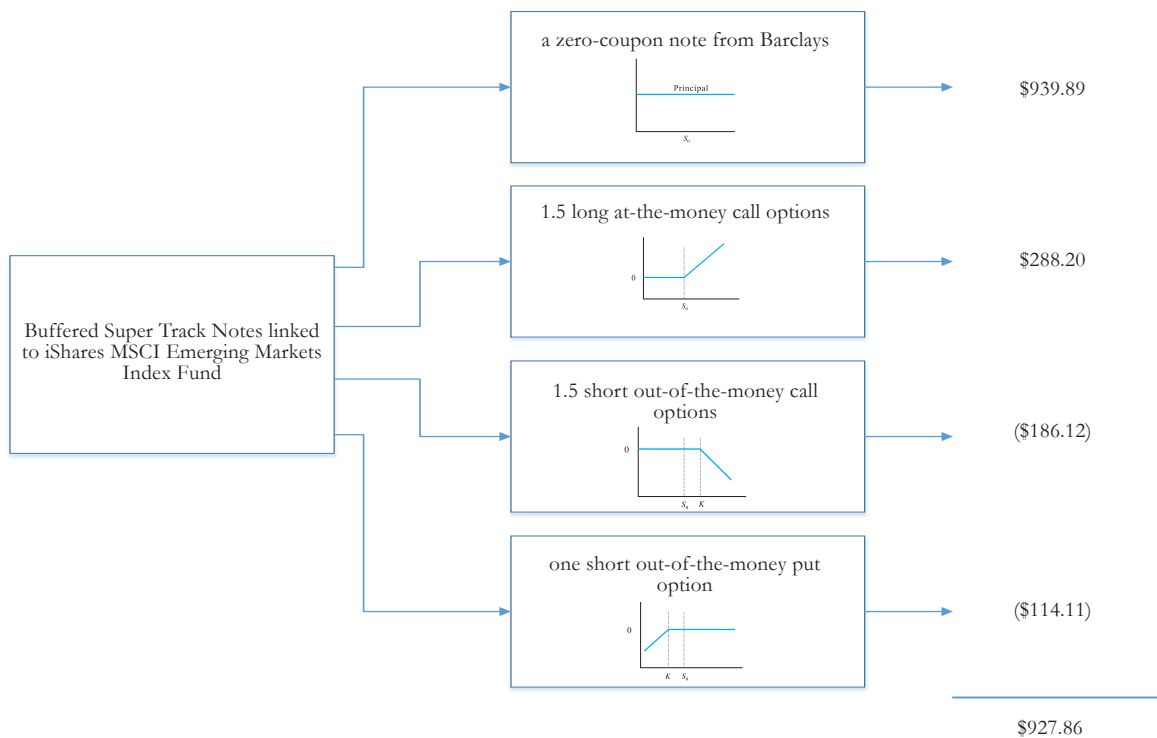 Buffered Super Track Notes linked
to iShares MSCI Emerging Markets
Index Fund
a zero-coupon note from Barclays
Principal
S₀
$939.89
1.5 long at-the-money call options
0
S₀
$288.20
1.5 short out-of-the-money call
options
0
S₀ K
($186.12)
one short out-of-the-money put
option
0
K S₀
($114.11)
$927.86